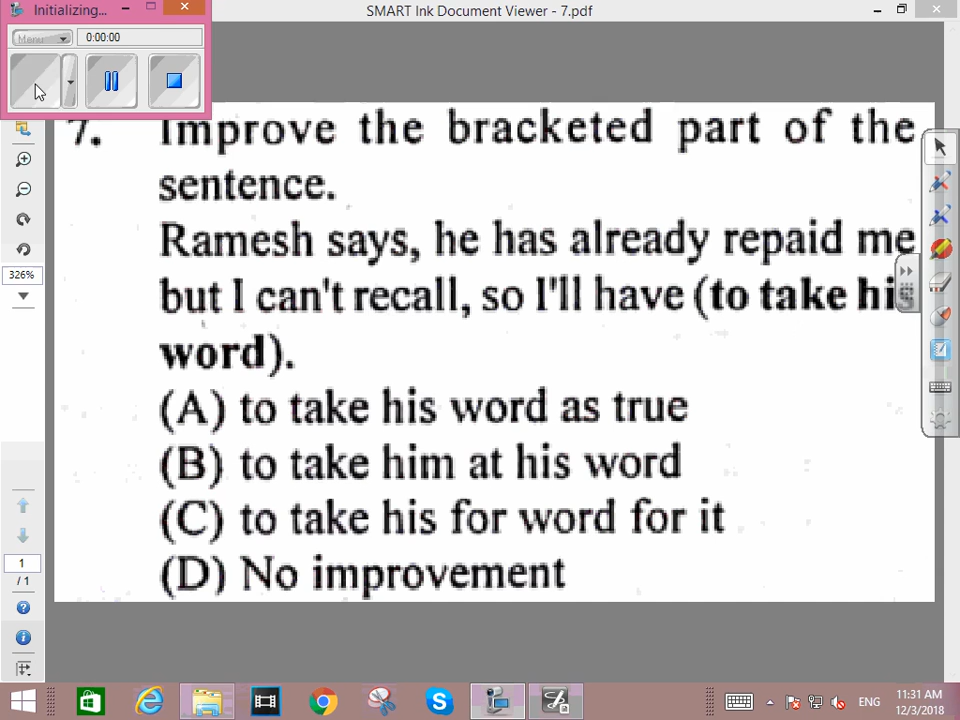 Initializing...
SMART Ink Document Viewer - 7.pdf
Menu
0:00:00
7. Improve the bracketed part of the
sentence.
Ramesh says, he has already repaid me
but I can't recall, so I'll have (to take his
word).
(A) to take his word as true
(B) to take him at his word
(C) to take his for word for it
(D) No improvement
326%
1
/ 1
ENG
11:31 AM
12/3/2018